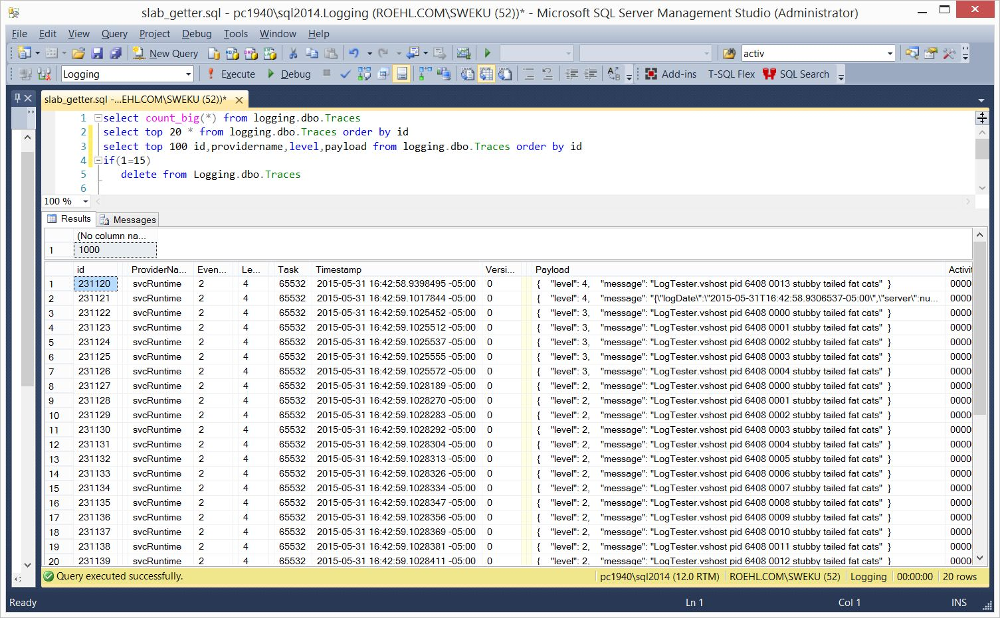 slab_getter.sql - pc1940\sql2014.Logging (ROEHL.COM\SWEKU (52))* - Microsoft SQL Server Management Studio (Administrator)
File Edit View Query Project Debug Tools Window Help
New Query activ
Logging Execute Debug Add-ins T-SQL Flex SQL Search
slab_getter.sql -...EHL.COM\SWEKU (52))*
1 select count_big(*) from logging.dbo.Traces
2 select top 20 * from logging.dbo.Traces order by id
3 select top 100 id,providername,level,payload from logging.dbo.Traces order by id
4 if(1=15)
5 delete from Logging.dbo.Traces
6
100 %
Results Messages
(No column na...
1 1000
id ProviderNa... Even... Le... Task Timestamp Versi... Payload Activit
1 231120 svcRuntime 2 4 65532 2015-05-31 16:42:58.9398495 -05:00 0 { "level": 4, "message": "LogTester.vshost pid 6408 0013 stubby tailed fat cats" } 0000
2 231121 svcRuntime 2 4 65532 2015-05-31 16:42:59.1017844 -05:00 0 { "level": 4, "message": "{\"logDate\":\"2015-05-31T16:42:58.9306537-05:00\",\"server\":nu... 0000
3 231122 svcRuntime 2 4 65532 2015-05-31 16:42:59.1025452 -05:00 0 { "level": 3, "message": "LogTester.vshost pid 6408 0000 stubby tailed fat cats" } 0000
4 231123 svcRuntime 2 4 65532 2015-05-31 16:42:59.1025512 -05:00 0 { "level": 3, "message": "LogTester.vshost pid 6408 0001 stubby tailed fat cats" } 0000
5 231124 svcRuntime 2 4 65532 2015-05-31 16:42:59.1025537 -05:00 0 { "level": 3, "message": "LogTester.vshost pid 6408 0002 stubby tailed fat cats" } 0000
6 231125 svcRuntime 2 4 65532 2015-05-31 16:42:59.1025555 -05:00 0 { "level": 3, "message": "LogTester.vshost pid 6408 0003 stubby tailed fat cats" } 0000
7 231126 svcRuntime 2 4 65532 2015-05-31 16:42:59.1025572 -05:00 0 { "level": 3, "message": "LogTester.vshost pid 6408 0004 stubby tailed fat cats" } 0000
8 231127 svcRuntime 2 4 65532 2015-05-31 16:42:59.1028189 -05:00 0 { "level": 2, "message": "LogTester.vshost pid 6408 0000 stubby tailed fat cats" } 0000
9 231128 svcRuntime 2 4 65532 2015-05-31 16:42:59.1028270 -05:00 0 { "level": 2, "message": "LogTester.vshost pid 6408 0001 stubby tailed fat cats" } 0000
10 231129 svcRuntime 2 4 65532 2015-05-31 16:42:59.1028283 -05:00 0 { "level": 2, "message": "LogTester.vshost pid 6408 0002 stubby tailed fat cats" } 0000
11 231130 svcRuntime 2 4 65532 2015-05-31 16:42:59.1028292 -05:00 0 { "level": 2, "message": "LogTester.vshost pid 6408 0003 stubby tailed fat cats" } 0000
12 231131 svcRuntime 2 4 65532 2015-05-31 16:42:59.1028304 -05:00 0 { "level": 2, "message": "LogTester.vshost pid 6408 0004 stubby tailed fat cats" } 0000
13 231132 svcRuntime 2 4 65532 2015-05-31 16:42:59.1028313 -05:00 0 { "level": 2, "message": "LogTester.vshost pid 6408 0005 stubby tailed fat cats" } 0000
14 231133 svcRuntime 2 4 65532 2015-05-31 16:42:59.1028326 -05:00 0 { "level": 2, "message": "LogTester.vshost pid 6408 0006 stubby tailed fat cats" } 0000
15 231134 svcRuntime 2 4 65532 2015-05-31 16:42:59.1028334 -05:00 0 { "level": 2, "message": "LogTester.vshost pid 6408 0007 stubby tailed fat cats" } 0000
16 231135 svcRuntime 2 4 65532 2015-05-31 16:42:59.1028347 -05:00 0 { "level": 2, "message": "LogTester.vshost pid 6408 0008 stubby tailed fat cats" } 0000
17 231136 svcRuntime 2 4 65532 2015-05-31 16:42:59.1028356 -05:00 0 { "level": 2, "message": "LogTester.vshost pid 6408 0009 stubby tailed fat cats" } 0000
18 231137 svcRuntime 2 4 65532 2015-05-31 16:42:59.1028369 -05:00 0 { "level": 2, "message": "LogTester.vshost pid 6408 0010 stubby tailed fat cats" } 0000
19 231138 svcRuntime 2 4 65532 2015-05-31 16:42:59.1028381 -05:00 0 { "level": 2, "message": "LogTester.vshost pid 6408 0011 stubby tailed fat cats" } 0000
20 231139 svcRuntime 2 4 65532 2015-05-31 16:42:59.1028411 -05:00 0 { "level": 2, "message": "LogTester.vshost pid 6408 0012 stubby tailed fat cats" } 0000
Query executed successfully. pc1940\sql2014 (12.0 RTM) ROEHL.COM\SWEKU (52) Logging 00:00:00 20 rows
Ready Ln 1 Col 1 INS